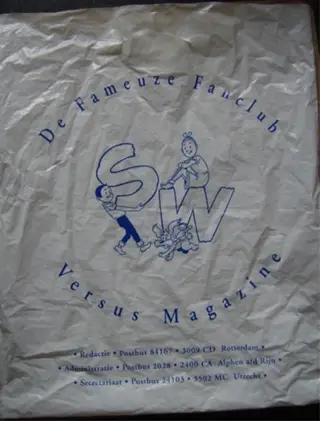 De Fameuze Fanclub
SW
Versus Magazine
• Redactie • Postbus 84167 • 3009 CD Rotterdam •
• Administratie • Postbus 2028 • 2400 CA Alphen a/d Rijn •
• Secretariaat • Postbus 24103 • 3502 MC Utrecht •